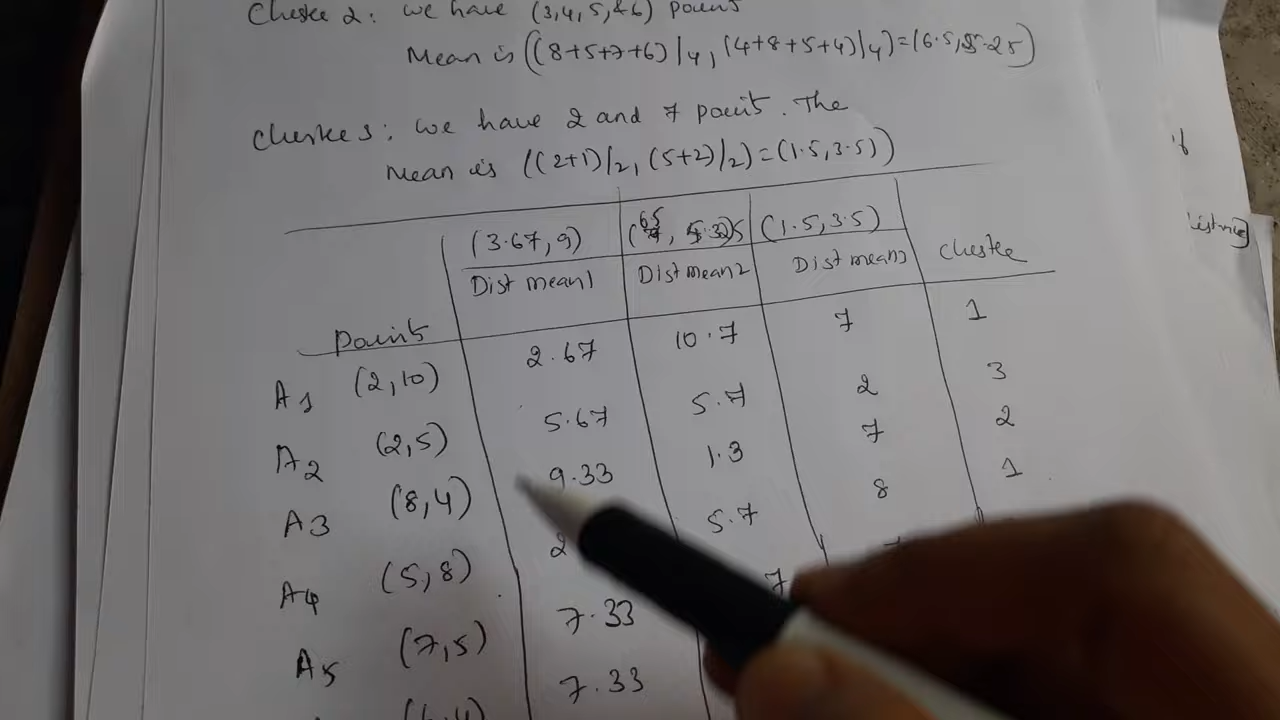 Cluster 2: we have (3,4,5,&6) point
Mean is ((8+5+7+6)/4, (4+8+5+4)/4)=(6.5, 5.25)
Cluster 3: we have 2 and 7 point. The
Mean is ((2+1)/2, (5+2)/2)=(1.5,3.5))
(3.67,9) (1.5,3.5)
Points Dist mean1 Dist mean2 Dist mean3 Cluster
A1 (2,10) 2.67 10.7 7 1
A2 (2,5) 5.67 5.7 2 3
A3 (8,4) 9.33 1.3 7 2
A4 (5,8) 2 5.7 8 1
A5 (7,5) 7.33 7
7.33